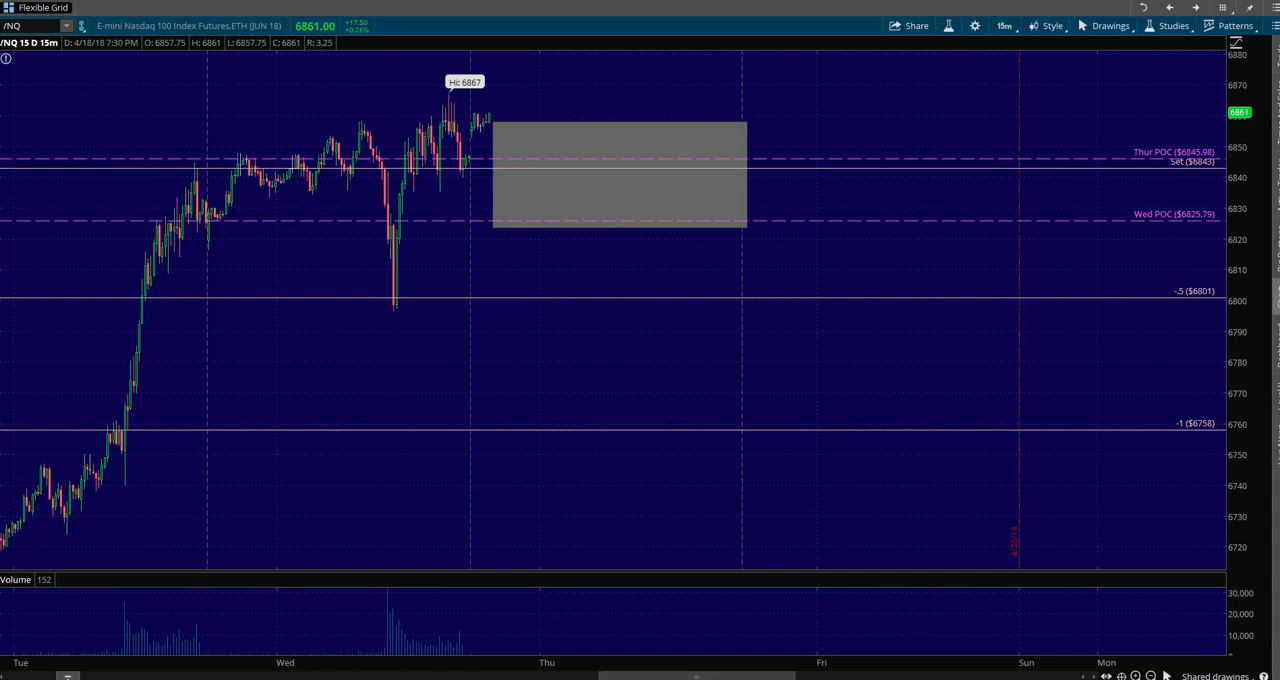 Flexible Grid
/NQ
E-mini Nasdaq 100 Index Futures,ETH (JUN 18)
6861.00
+17.50
+0.26%
Share
15m
Style
Drawings
Studies
Patterns
/NQ 15 D 15m
D: 4/18/18 7:30 PM
O: 6857.75
H: 6861
L: 6857.75
C: 6861
R: 3.25
Hi: 6867
6880
6870
6861
6850
6840
6830
6820
6810
6800
6790
6780
6770
6760
6750
6740
6730
6720
Thur POC ($6845.98)
Set ($6843)
Wed POC ($6825.79)
-.5 ($6801)
-1 ($6758)
4/20/18
Volume
152
30,000
20,000
10,000
Tue
Wed
Thu
Fri
Sun
Mon
Shared drawings